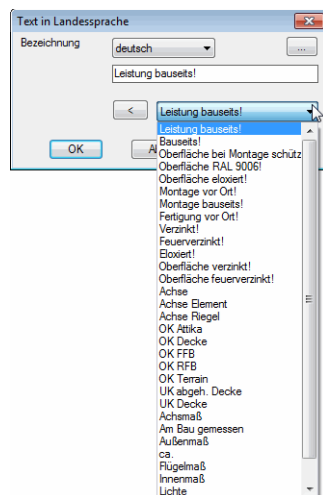 Text in Landessprache
Bezeichnung
deutsch
...
Leistung bauseits!
<
Leistung bauseits!
OK
Leistung bauseits!
Bauseits!
Oberfläche bei Montage schütz
Oberfläche RAL 9006!
Oberfläche eloxiert!
Montage vor Ort!
Montage bauseits!
Fertigung vor Ort!
Verzinkt!
Feuerverzinkt!
Eloxiert!
Oberfläche verzinkt!
Oberfläche feuerverzinkt!
Achse
Achse Element
Achse Riegel
OK Attika
OK Decke
OK FFB
OK RFB
OK Terrain
UK abgeh. Decke
UK Decke
Achsmaß
Am Bau gemessen
Außenmaß
ca.
Flügelmaß
Innenmaß
Lichte